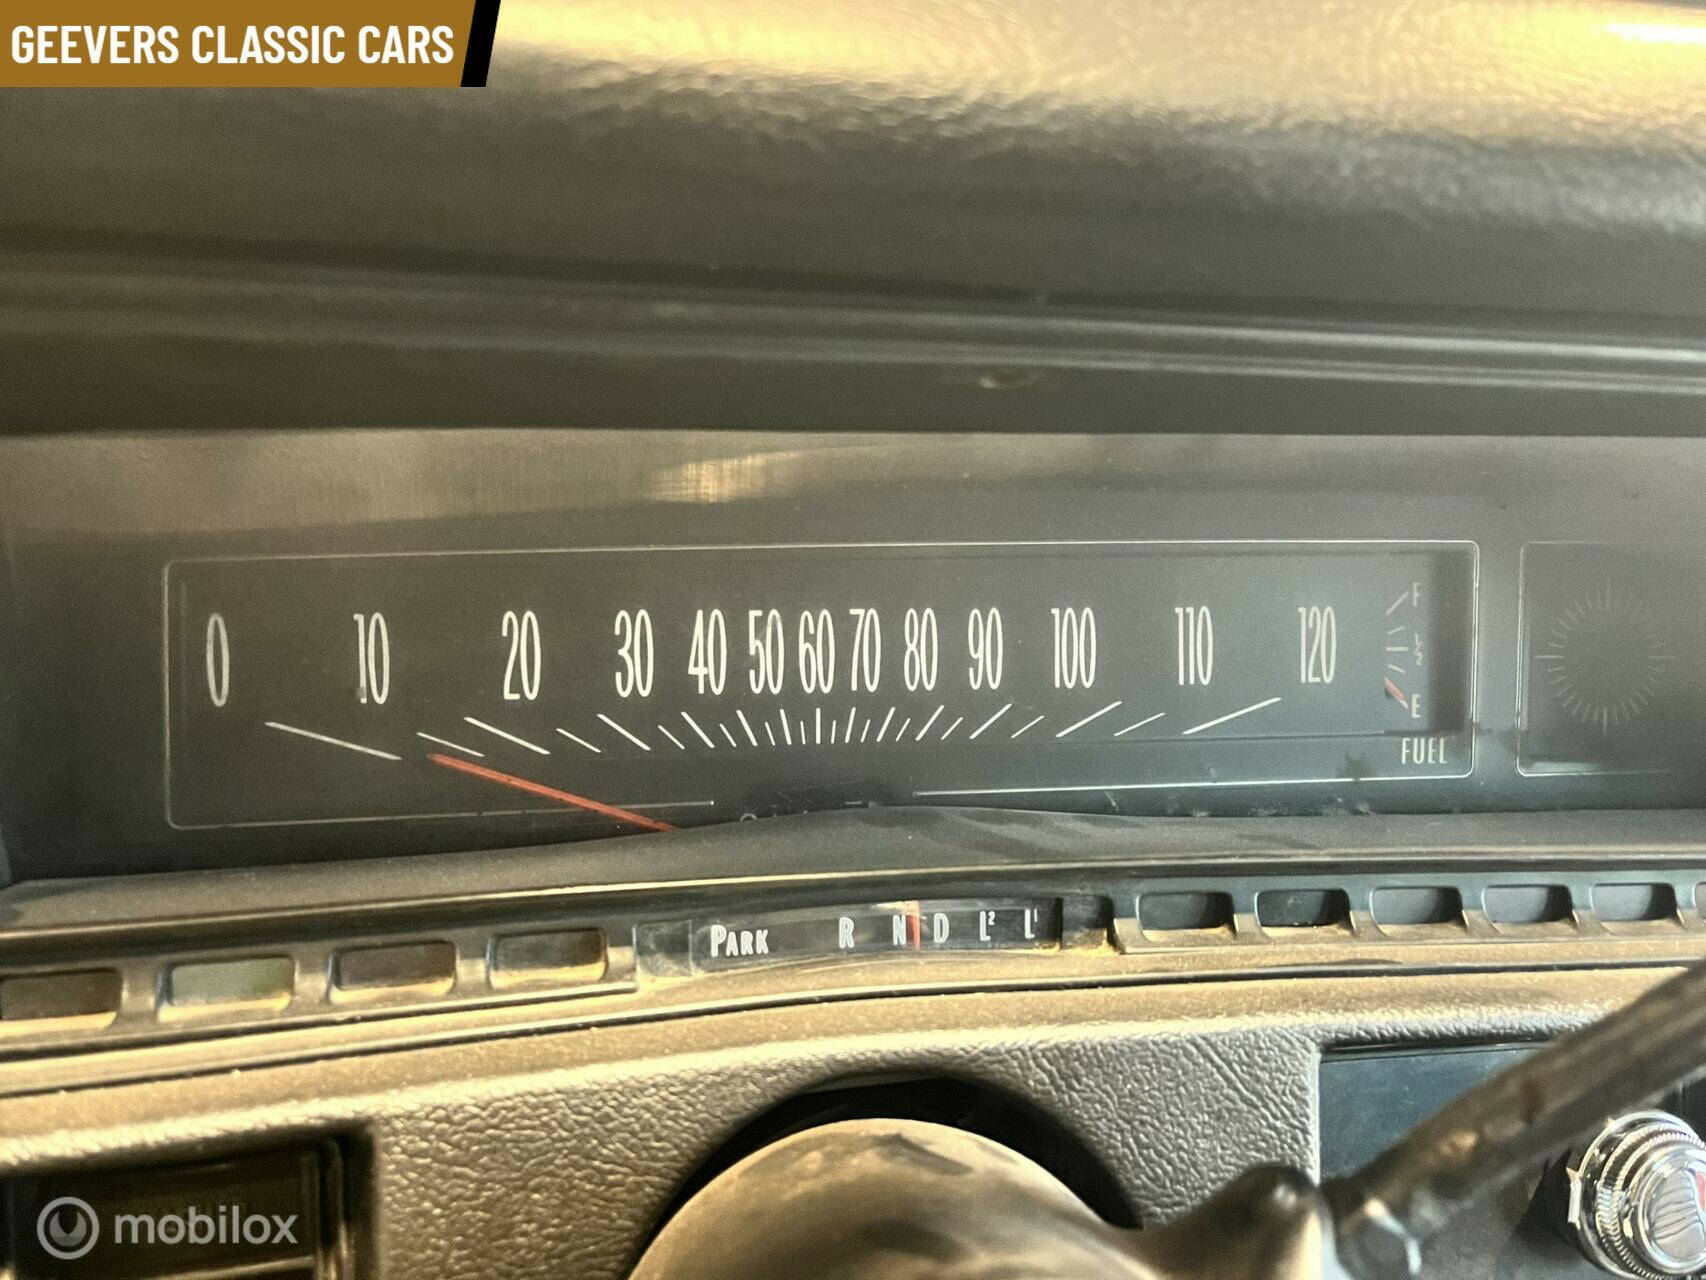 GEEVERS CLASSIC CARS
0 10 20 30 40 50 60 70 80 90 100 110 120
F
1/2
E
FUEL
PARK R N D L2 L1
mobilox